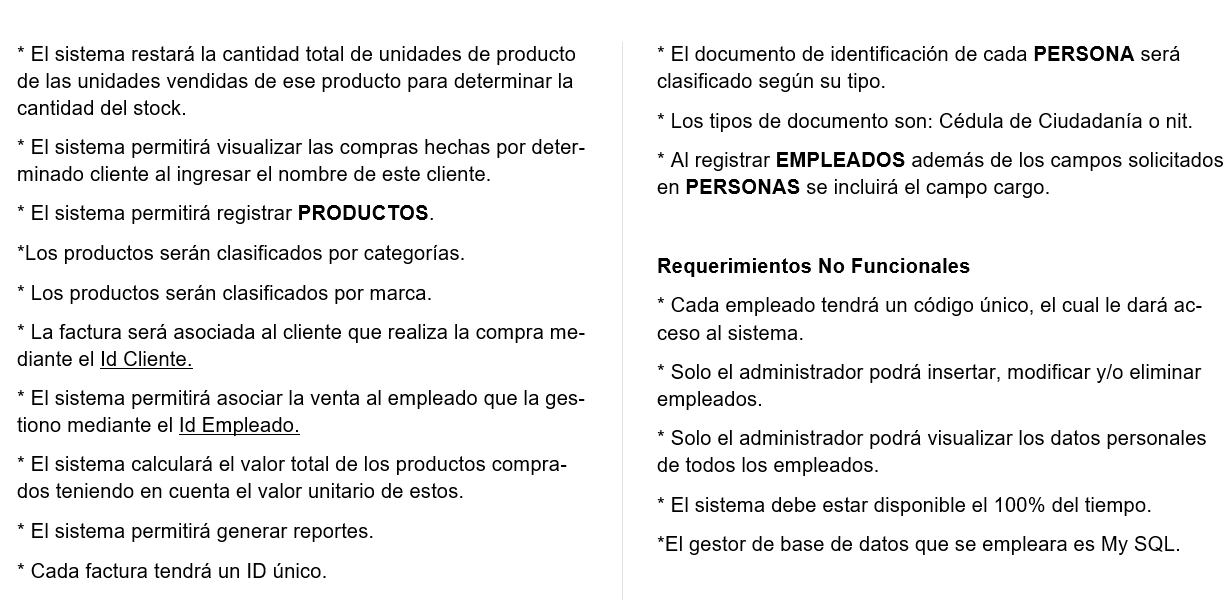 * El sistema restará la cantidad total de unidades de producto
de las unidades vendidas de ese producto para determinar la
cantidad del stock.
* El sistema permitirá visualizar las compras hechas por deter-
minado cliente al ingresar el nombre de este cliente.
* El sistema permitirá registrar PRODUCTOS.
*Los productos serán clasificados por categorías.
* Los productos serán clasificados por marca.
* La factura será asociada al cliente que realiza la compra me-
diante el Id Cliente.
* El sistema permitirá asociar la venta al empleado que la ges-
tiono mediante el Id Empleado.
* El sistema calculará el valor total de los productos compra-
dos teniendo en cuenta el valor unitario de estos.
* El sistema permitirá generar reportes.
* Cada factura tendrá un ID único.
* El documento de identificación de cada PERSONA será
clasificado según su tipo.
* Los tipos de documento son: Cédula de Ciudadanía o nit.
* Al registrar EMPLEADOS además de los campos solicitados
en PERSONAS se incluirá el campo cargo.
Requerimientos No Funcionales
* Cada empleado tendrá un código único, el cual le dará ac-
ceso al sistema.
* Solo el administrador podrá insertar, modificar y/o eliminar
empleados.
* Solo el administrador podrá visualizar los datos personales
de todos los empleados.
* El sistema debe estar disponible el 100% del tiempo.
*El gestor de base de datos que se empleara es My SQL.